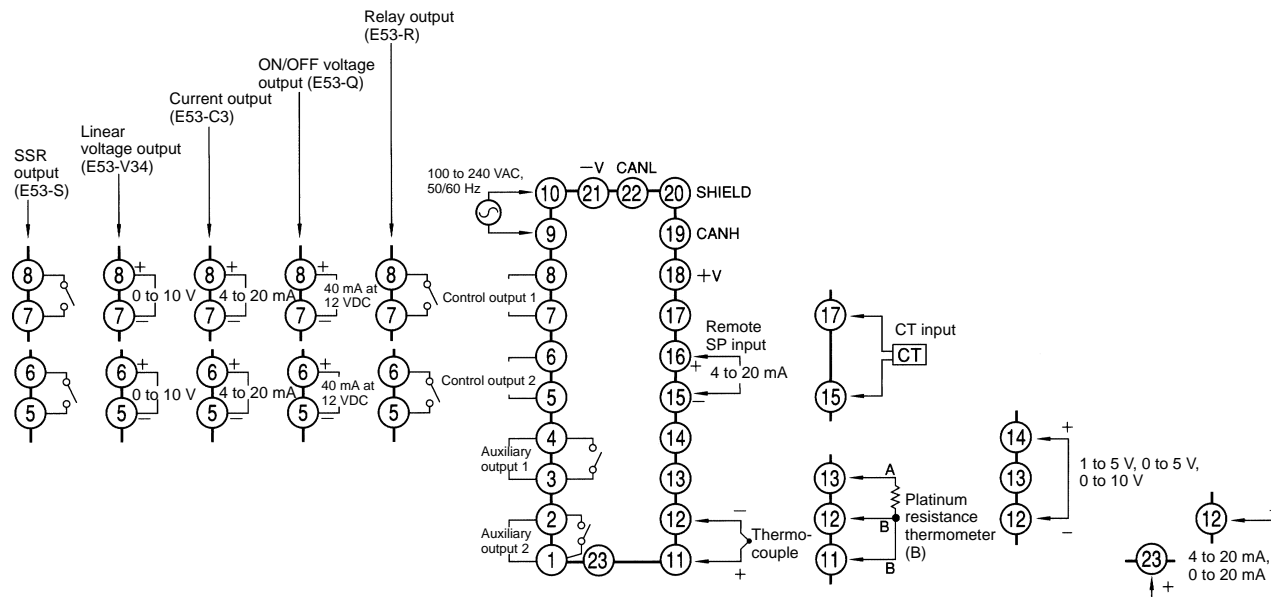 Relay output
(E53-R)
ON/OFF voltage
output (E53-Q)
Current output
(E53-C3)
Linear
voltage output
(E53-V34)
SSR
output
(E53-S)
100 to 240 VAC,
50/60 Hz
−V CANL
10 21 22 20 SHIELD
9 19 CANH
8 8 + 8 + 8 + 8 8 18 +V
0 to 10 V 4 to 20 mA 40 mA at
12 VDC
Control output 1
7 7 − 7 − 7 − 7 7 17
Remote
SP input
17 CT input
CT
15
6 6 + 6 + 6 + 6 6 16 +
0 to 10 V 4 to 20 mA 40 mA at
12 VDC
Control output 2
4 to 20 mA
5 5 − 5 − 5 − 5 5 15 −
4 14
Auxiliary
output 1
3 13
2 12 −
Auxiliary
output 2
Thermo-
couple
1 23 11 +
13 A
12 B
11 B
Platinum
resistance
thermometer
(B)
14 +
13
12 −
1 to 5 V, 0 to 5 V,
0 to 10 V
12
23
4 to 20 mA,
0 to 20 mA
+